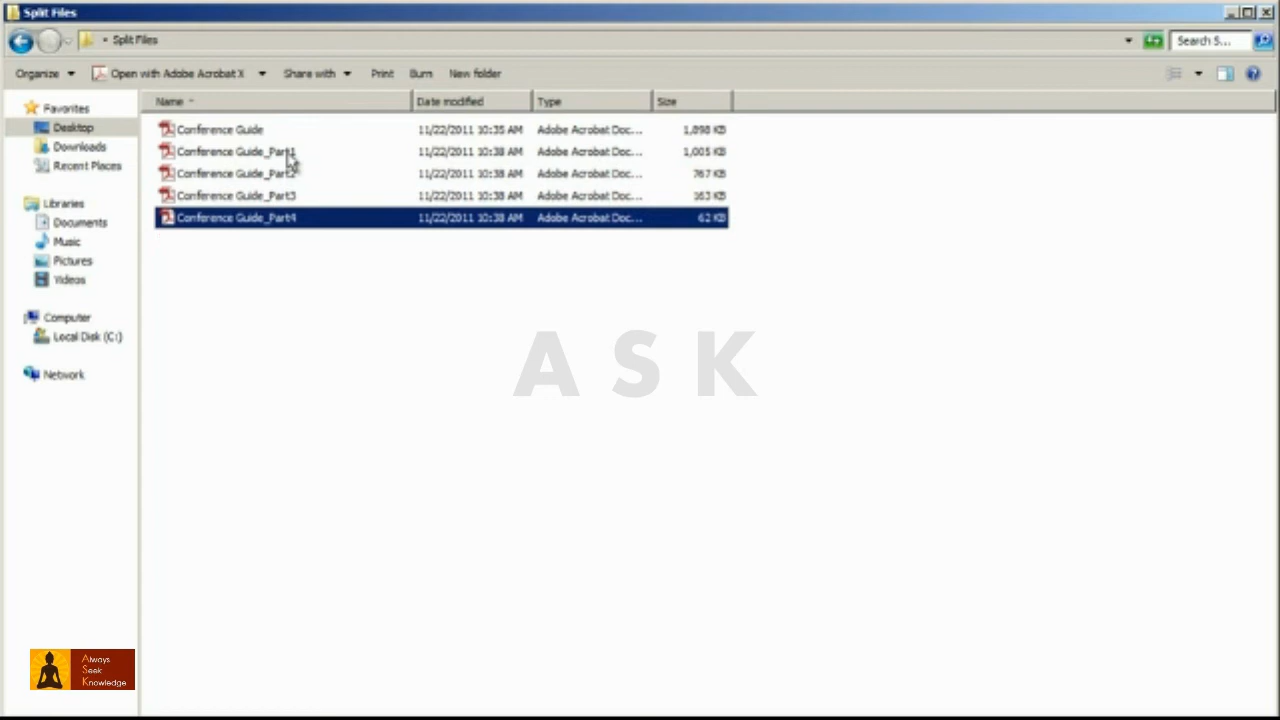 Split Files
Split Files
Search S...
Organize Open with Adobe Acrobat X Share with Print Burn New folder
Name Date modified Type Size
Favorites
Desktop
Downloads
Recent Places
Libraries
Documents
Music
Pictures
Videos
Computer
Local Disk (C:)
Network
Conference Guide 11/22/2011 10:35 AM Adobe Acrobat Doc... 1,898 KB
Conference Guide_Part1 11/22/2011 10:38 AM Adobe Acrobat Doc... 1,005 KB
Conference Guide_Part2 11/22/2011 10:38 AM Adobe Acrobat Doc... 767 KB
Conference Guide_Part3 11/22/2011 10:38 AM Adobe Acrobat Doc... 163 KB
Conference Guide_Part4 11/22/2011 10:38 AM Adobe Acrobat Doc... 62 KB
ASK
Always
Seek
Knowledge